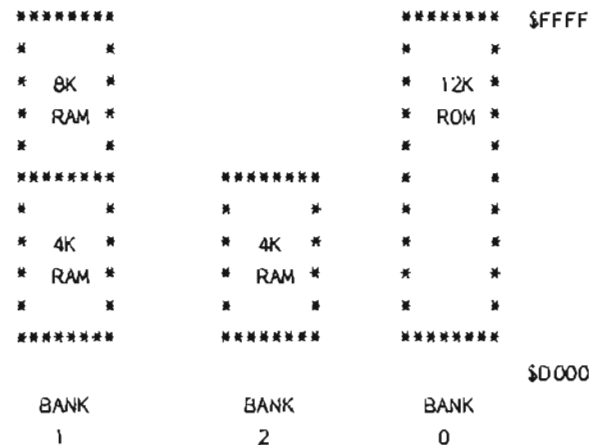 ******** ******** $FFFF
* * * *
* 8K * * 12K *
* RAM * * ROM *
* * * *
******** ******** * *
* * * * * *
* 4K * * 4K * * *
* RAM * * RAM * * *
* * * * * *
******** ******** ********
$D000
BANK BANK BANK
1 2 0